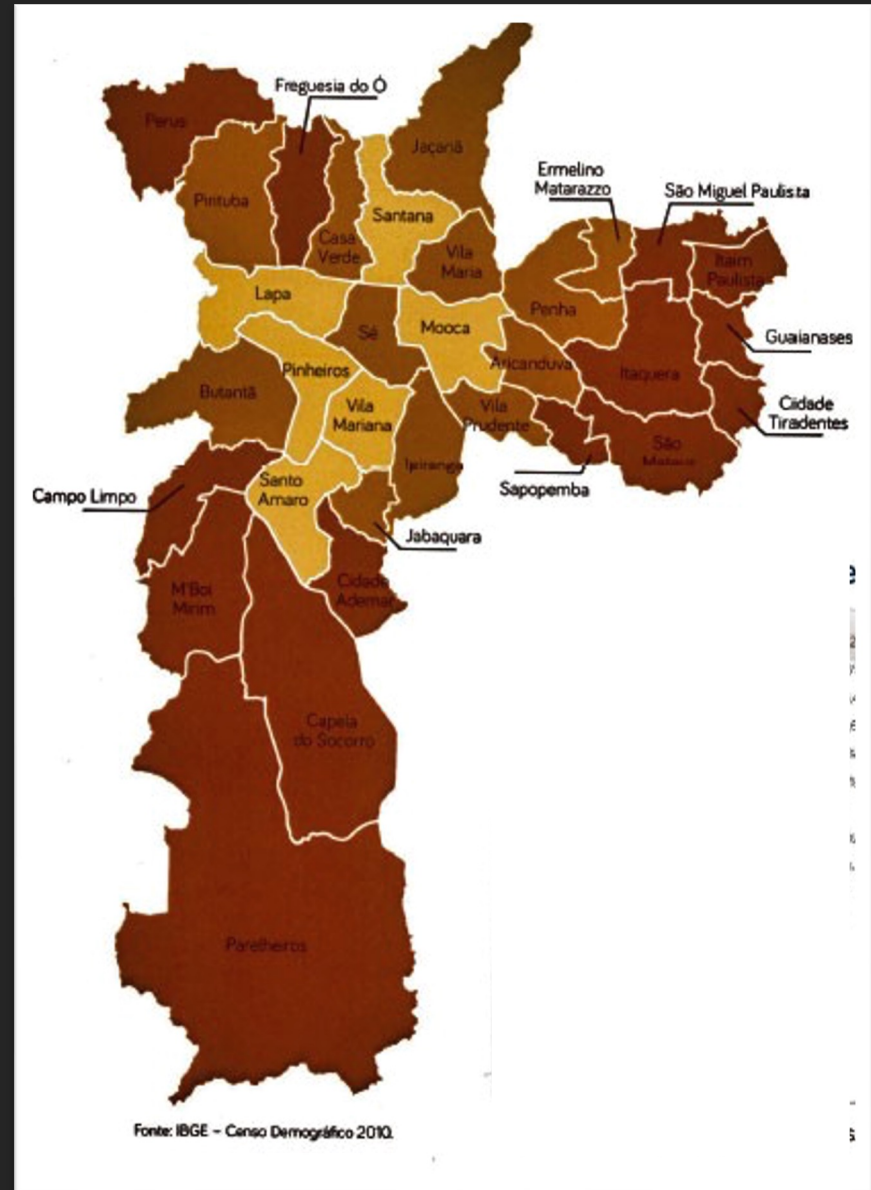 Freguesia do Ó
Perus
Jaçanã
Ermelino
Matarazzo
São Miguel Paulista
Pirituba
Santana
Casa
Verde
Vila
Maria
Itaim
Paulista
Lapa
Penha
Sé
Mooca
Guaianases
Pinheiros
Aricanduva
Itaquera
Butantã
Vila
Mariana
Vila
Prudente
Cidade
Tiradentes
São
Mateus
Ipiranga
Santo
Amaro
Sapopemba
Campo Limpo
Jabaquara
M'Boi
Mirim
Cidade
Ademar
Capela
do Socorro
Parelheiros
Fonte: IBGE – Censo Demográfico 2010.